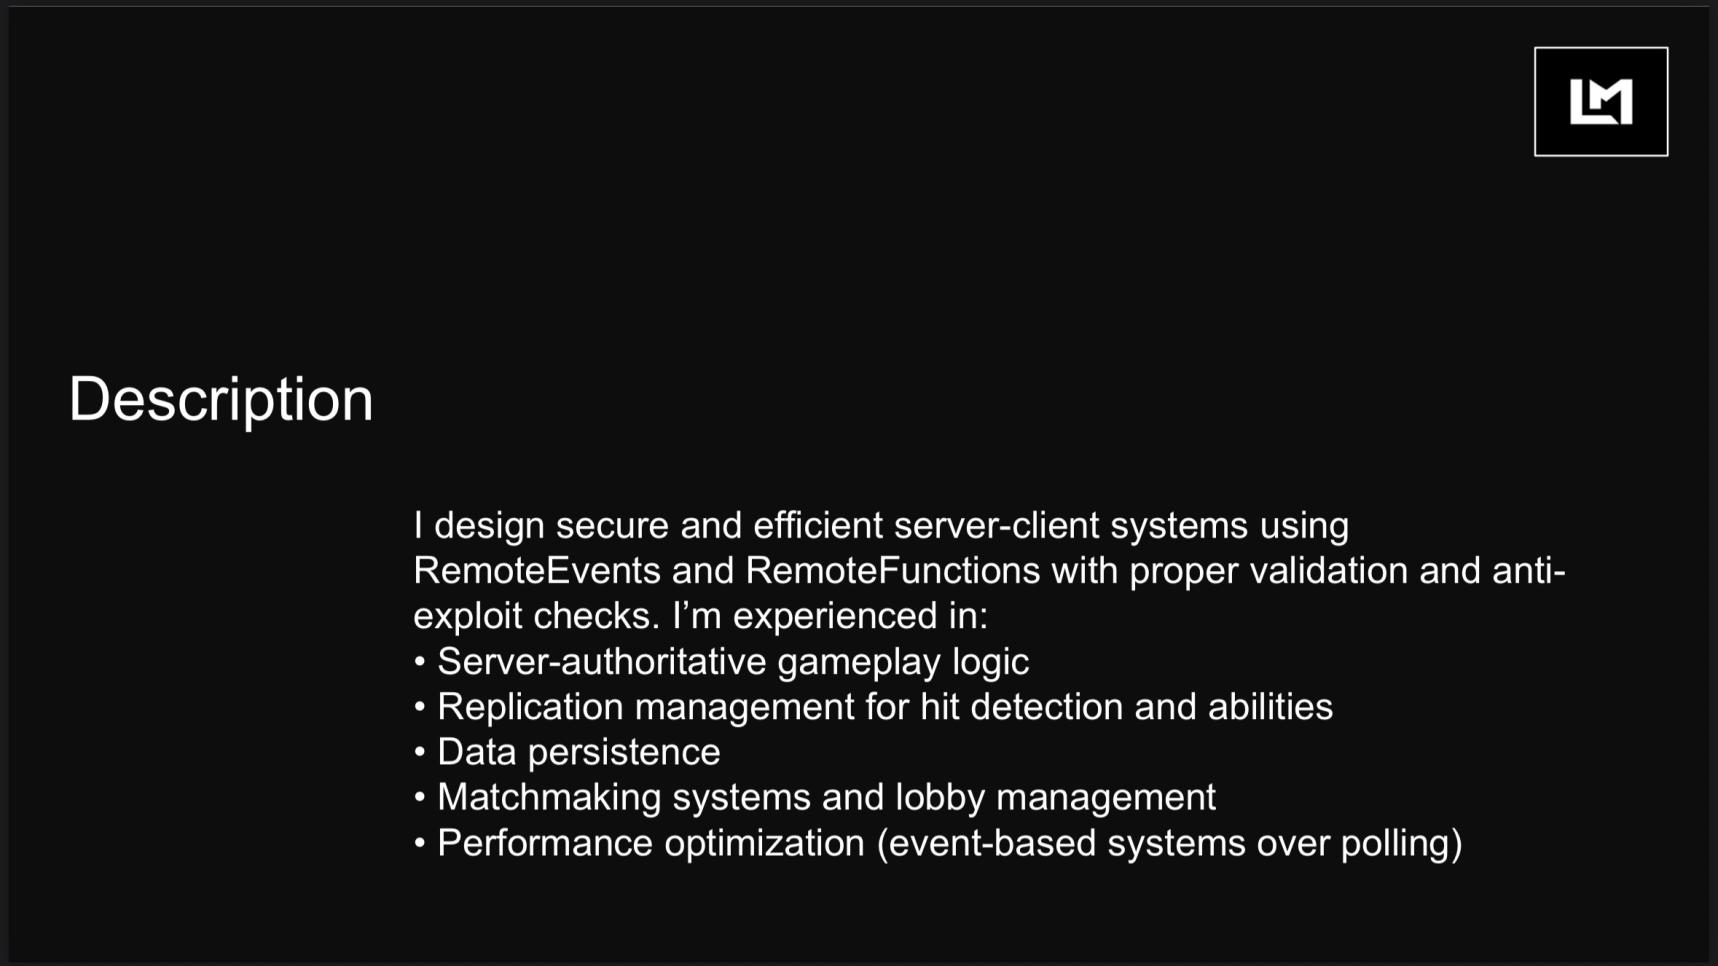 LM
Description
I design secure and efficient server-client systems using
RemoteEvents and RemoteFunctions with proper validation and anti-
exploit checks. I’m experienced in:
• Server-authoritative gameplay logic
• Replication management for hit detection and abilities
• Data persistence
• Matchmaking systems and lobby management
• Performance optimization (event-based systems over polling)